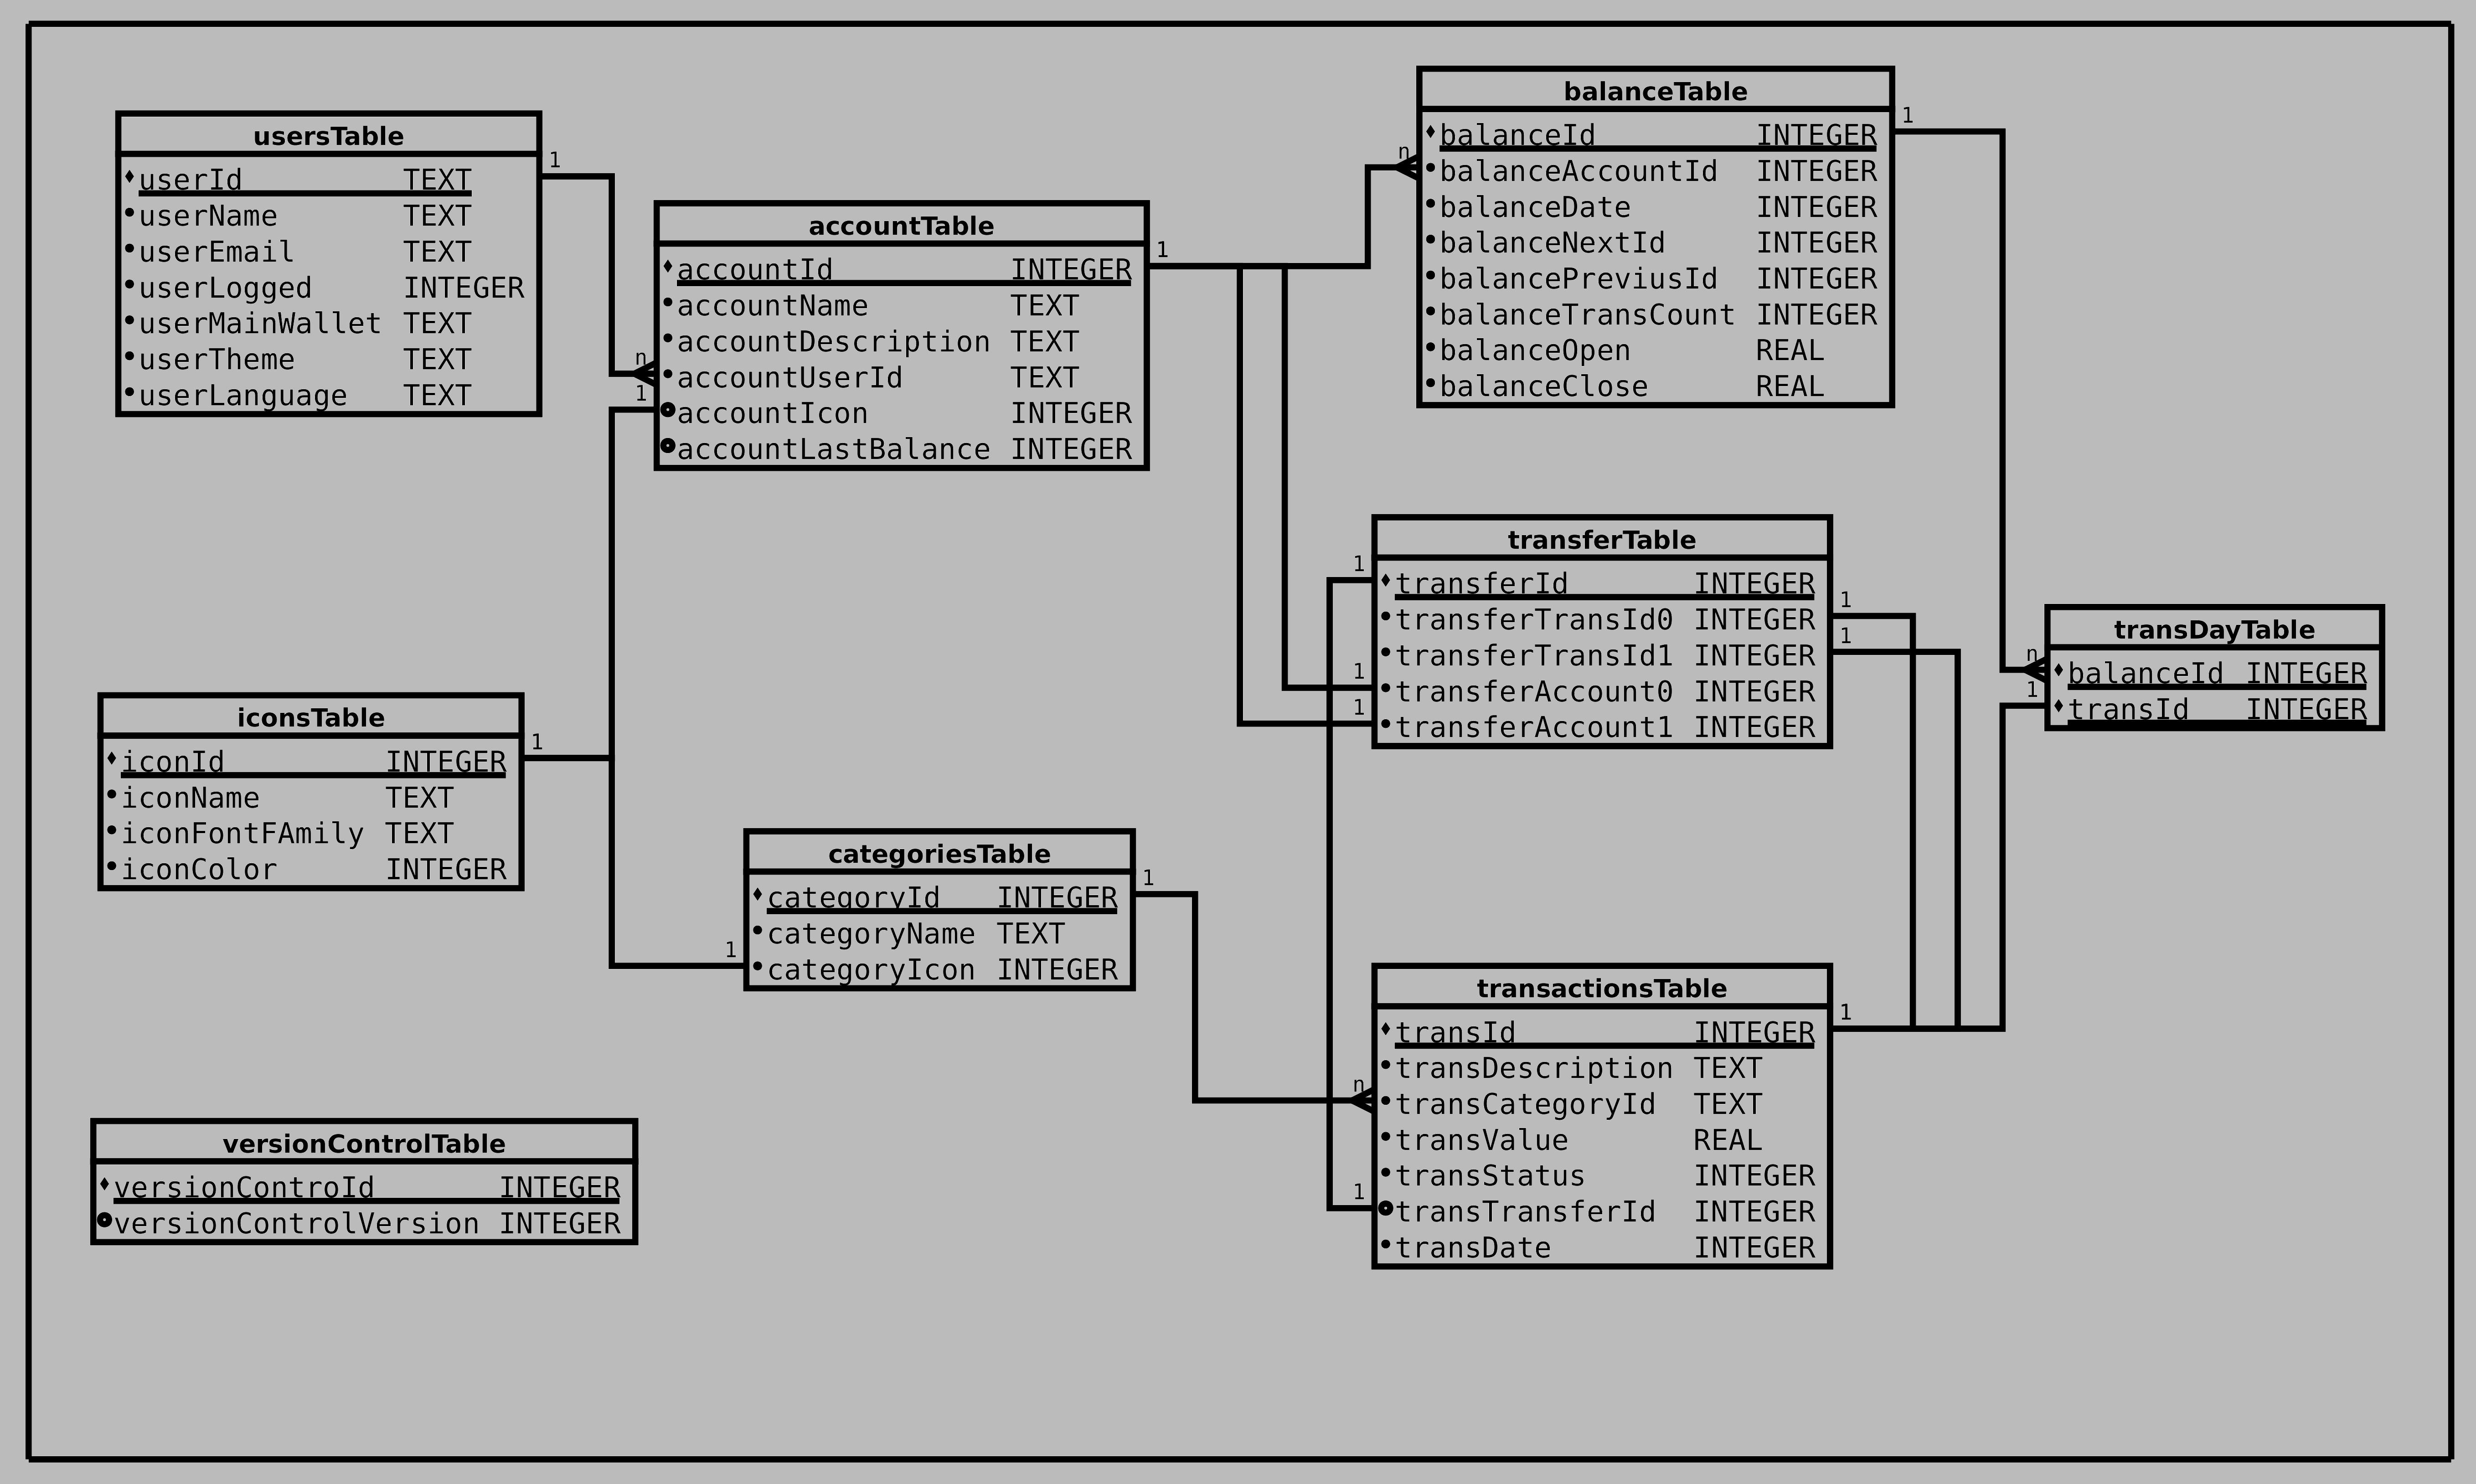 usersTable
userId TEXT
userName TEXT
userEmail TEXT
userLogged INTEGER
userMainWallet TEXT
userTheme TEXT
userLanguage TEXT
1
n
1
accountTable
accountId INTEGER
accountName TEXT
accountDescription TEXT
accountUserId TEXT
accountIcon INTEGER
accountLastBalance INTEGER
1
n
balanceTable
balanceId INTEGER
balanceAccountId INTEGER
balanceDate INTEGER
balanceNextId INTEGER
balancePreviusId INTEGER
balanceTransCount INTEGER
balanceOpen REAL
balanceClose REAL
1
1
1
1
transferTable
transferId INTEGER
transferTransId0 INTEGER
transferTransId1 INTEGER
transferAccount0 INTEGER
transferAccount1 INTEGER
1
1
n
1
transDayTable
balanceId INTEGER
transId INTEGER
iconsTable
iconId INTEGER
iconName TEXT
iconFontFAmily TEXT
iconColor INTEGER
1
1
categoriesTable
categoryId INTEGER
categoryName TEXT
categoryIcon INTEGER
1
n
1
transactionsTable
transId INTEGER
transDescription TEXT
transCategoryId TEXT
transValue REAL
transStatus INTEGER
transTransferId INTEGER
transDate INTEGER
1
versionControlTable
versionControId INTEGER
versionControlVersion INTEGER